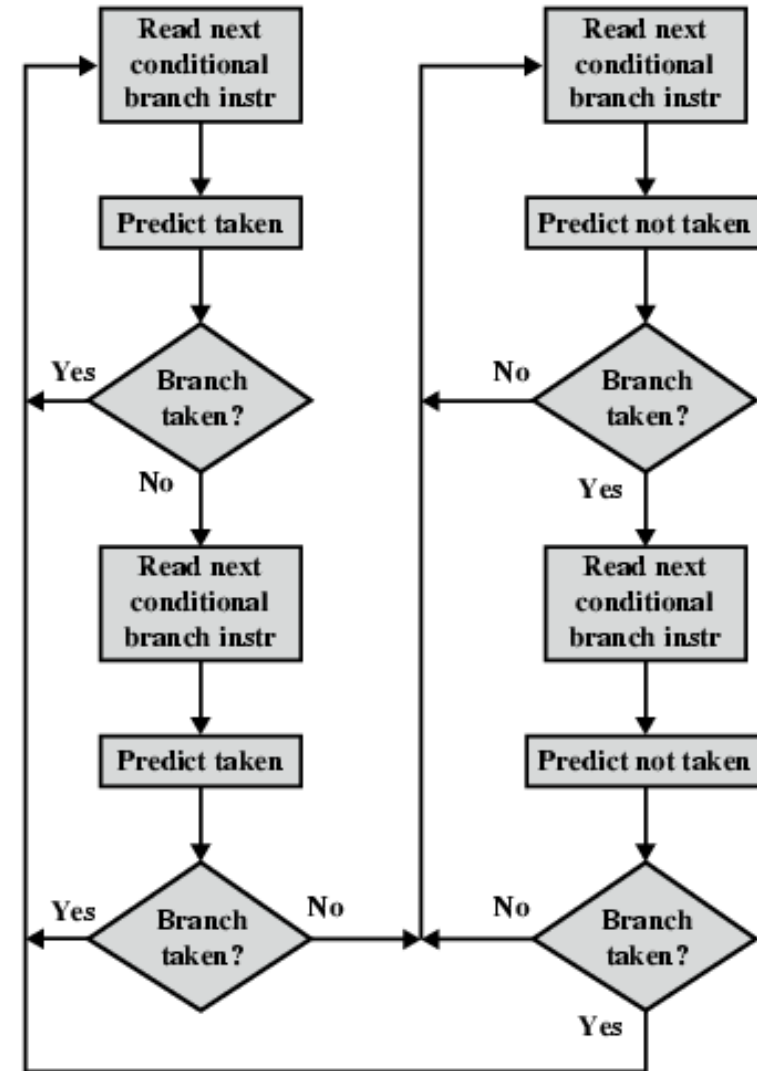 Read next
conditional
branch instr
Predict taken
Yes
Branch
taken?
No
Read next
conditional
branch instr
Predict taken
Yes
Branch
taken?
No
Read next
conditional
branch instr
Predict not taken
No
Branch
taken?
Yes
Read next
conditional
branch instr
Predict not taken
No
Branch
taken?
Yes